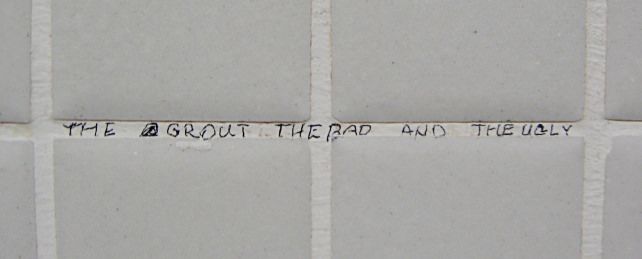 THE GROUT THE BAD AND THE UGLY